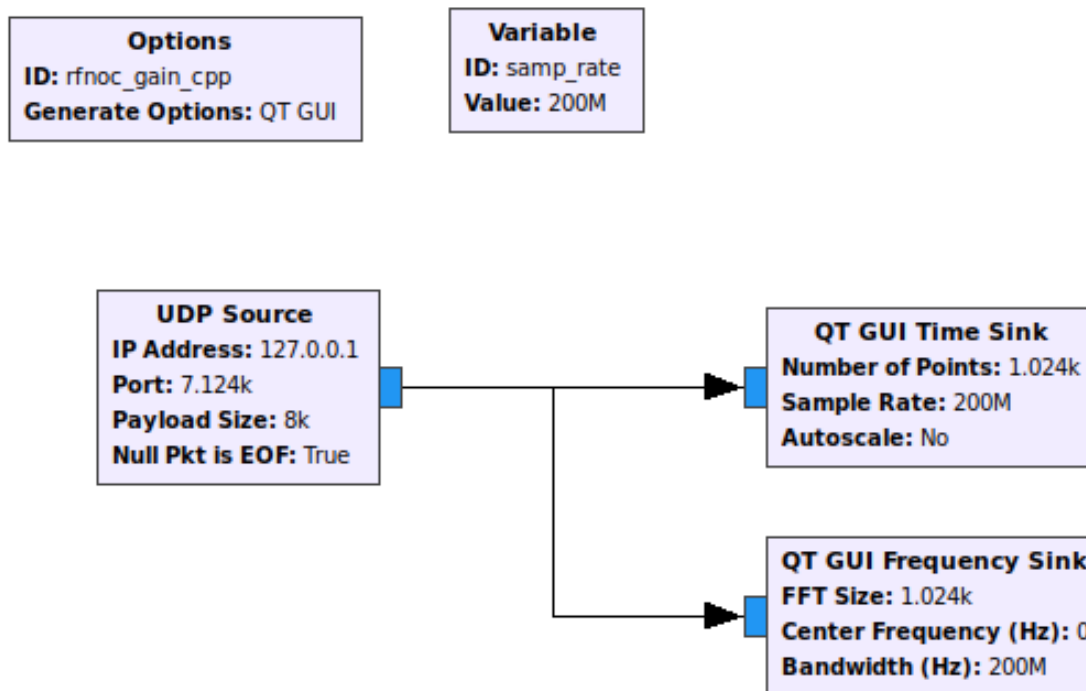 Options
ID: rfnoc_gain_cpp
Generate Options: QT GUI
Variable
ID: samp_rate
Value: 200M
UDP Source
IP Address: 127.0.0.1
Port: 7.124k
Payload Size: 8k
Null Pkt is EOF: True
QT GUI Time Sink
Number of Points: 1.024k
Sample Rate: 200M
Autoscale: No
QT GUI Frequency Sink
FFT Size: 1.024k
Center Frequency (Hz): 0
Bandwidth (Hz): 200M